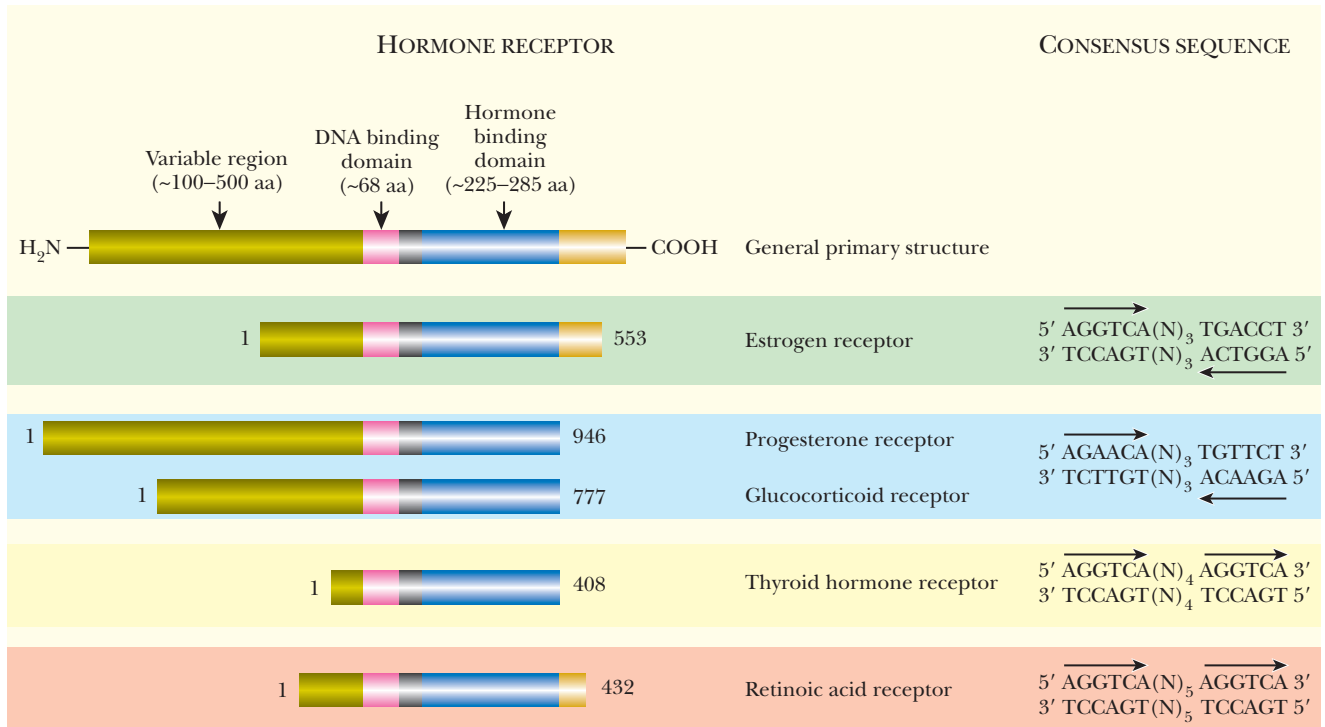 HORMONE RECEPTOR
CONSENSUS SEQUENCE
Variable region
(~100–500 aa)
DNA binding
domain
(~68 aa)
Hormone
binding
domain
(~225–285 aa)
H₂N
COOH
General primary structure
1
553
Estrogen receptor
5′ AGGTCA(N)₃ TGACCT 3′
3′ TCCAGT(N)₃ ACTGGA 5′
1
946
Progesterone receptor
1
777
Glucocorticoid receptor
5′ AGAACA(N)₃ TGTTCT 3′
3′ TCTTGT(N)₃ ACAAGA 5′
1
408
Thyroid hormone receptor
5′ AGGTCA(N)₄ AGGTCA 3′
3′ TCCAGT(N)₄ TCCAGT 5′
1
432
Retinoic acid receptor
5′ AGGTCA(N)₅ AGGTCA 3′
3′ TCCAGT(N)₅ TCCAGT 5′